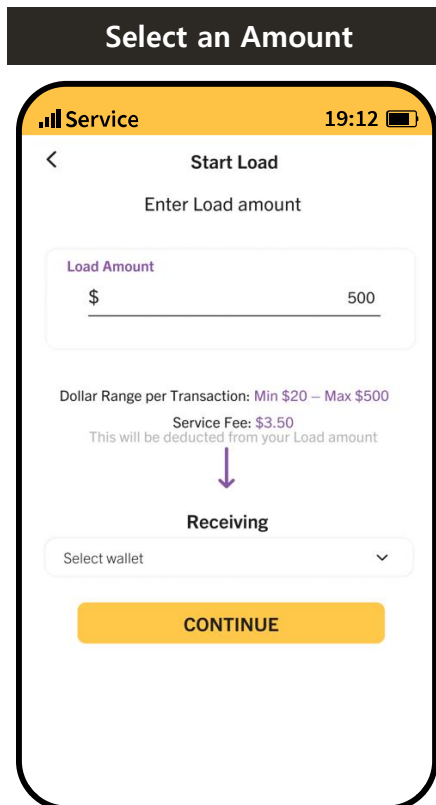 Select an Amount
Service 19:12
Start Load
Enter Load amount
Load Amount
$ 500
Dollar Range per Transaction: Min $20 – Max $500
Service Fee: $3.50
This will be deducted from your Load amount
Receiving
Select wallet
CONTINUE